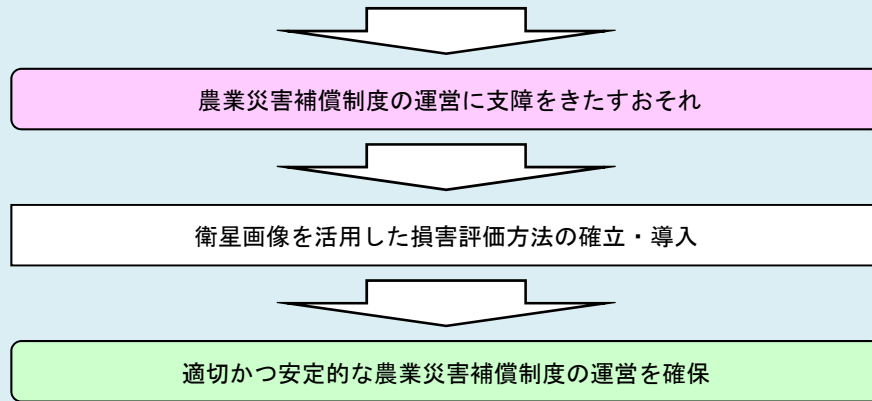 農業災害補償制度の運営に支障をきたすおそれ
衛星画像を活用した損害評価方法の確立・導入
適切かつ安定的な農業災害補償制度の運営を確保